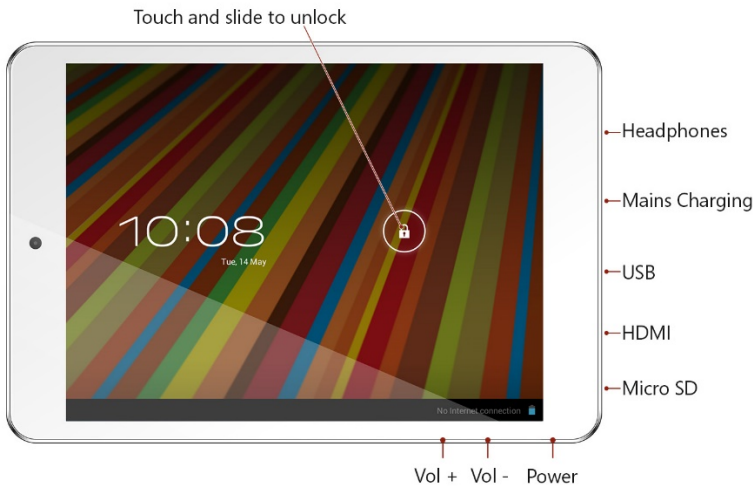 Touch and slide to unlock
Headphones
Mains Charging
10:08
Tue, 14 May
USB
HDMI
Micro SD
No Internet connection
Vol + Vol - Power